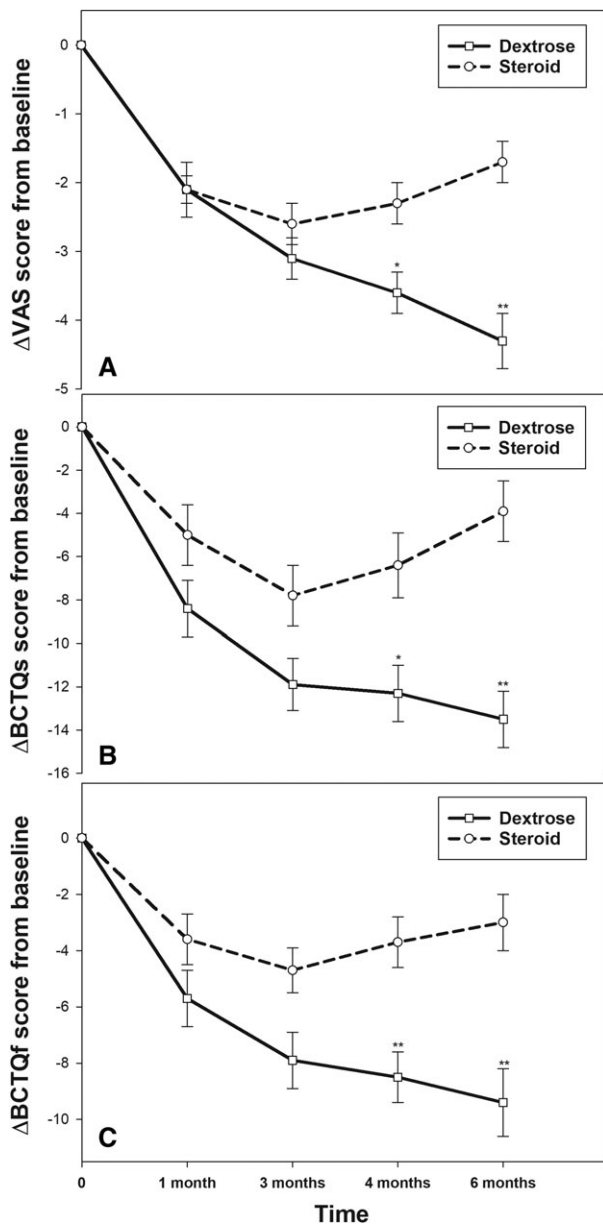 ΔVAS score from baseline
0
-1
-2
-3
-4
-5
Dextrose
Steroid
*
**
A
ΔBCTQs score from baseline
0
-2
-4
-6
-8
-10
-12
-14
-16
Dextrose
Steroid
*
**
B
ΔBCTQf score from baseline
0
-2
-4
-6
-8
-10
Dextrose
Steroid
**
**
C
0 1 month 3 months 4 months 6 months
Time